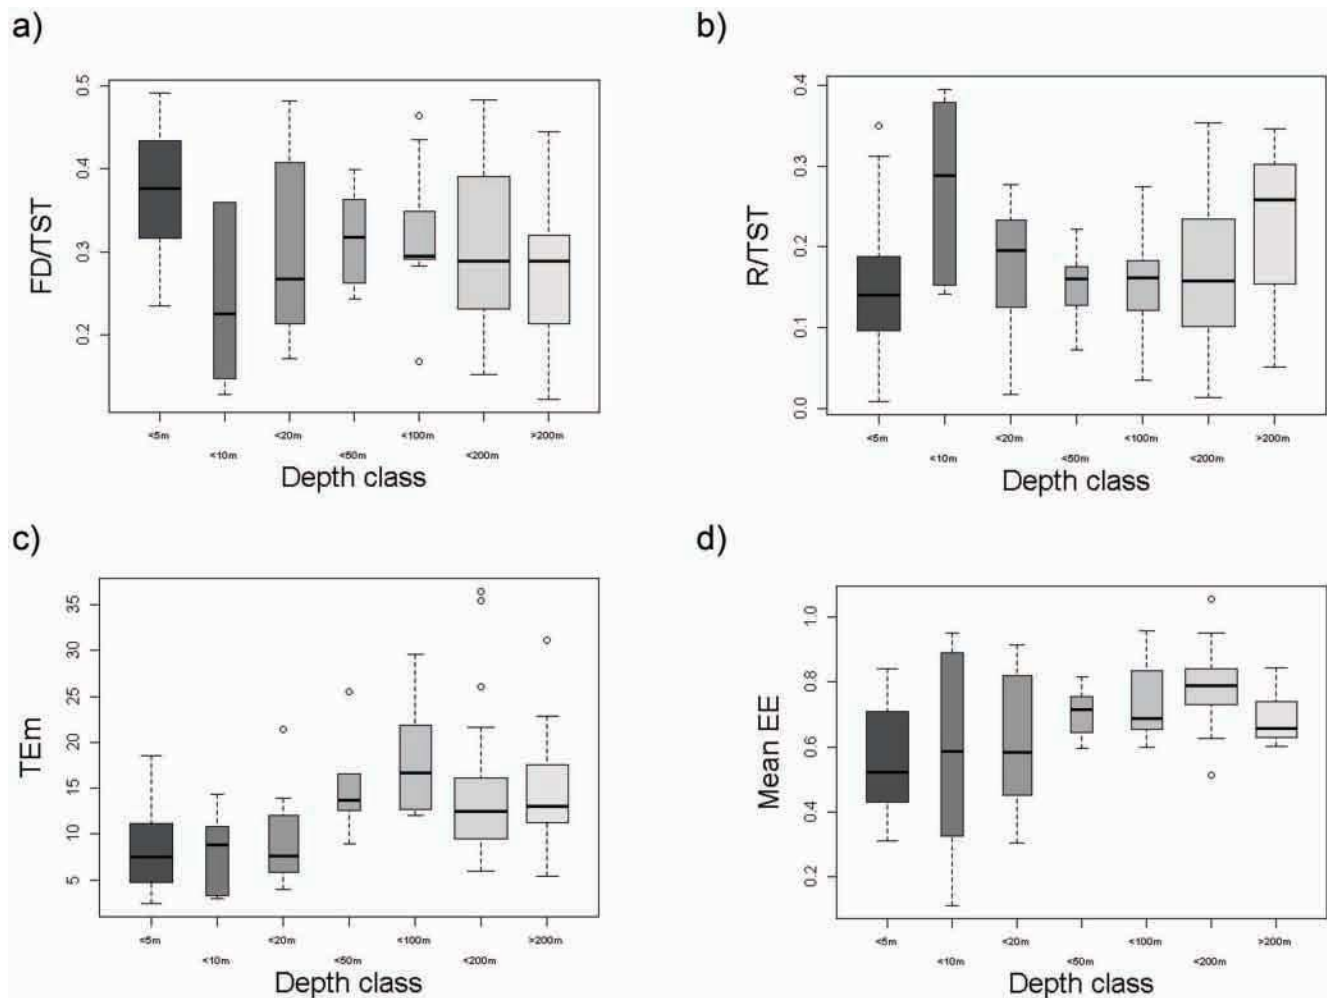 a)
FD/TST
0.5
0.4
0.3
0.2
<5m
<20m
<100m
>200m
<10m
<50m
<200m
Depth class
b)
R/TST
0.4
0.3
0.2
0.1
0.0
<5m
<20m
<100m
>200m
<10m
<50m
<200m
Depth class
c)
TEm
35
30
25
20
15
10
5
<5m
<20m
<100m
>200m
<10m
<50m
<200m
Depth class
d)
Mean EE
1.0
0.8
0.6
0.4
0.2
<5m
<20m
<100m
>200m
<10m
<50m
<200m
Depth class